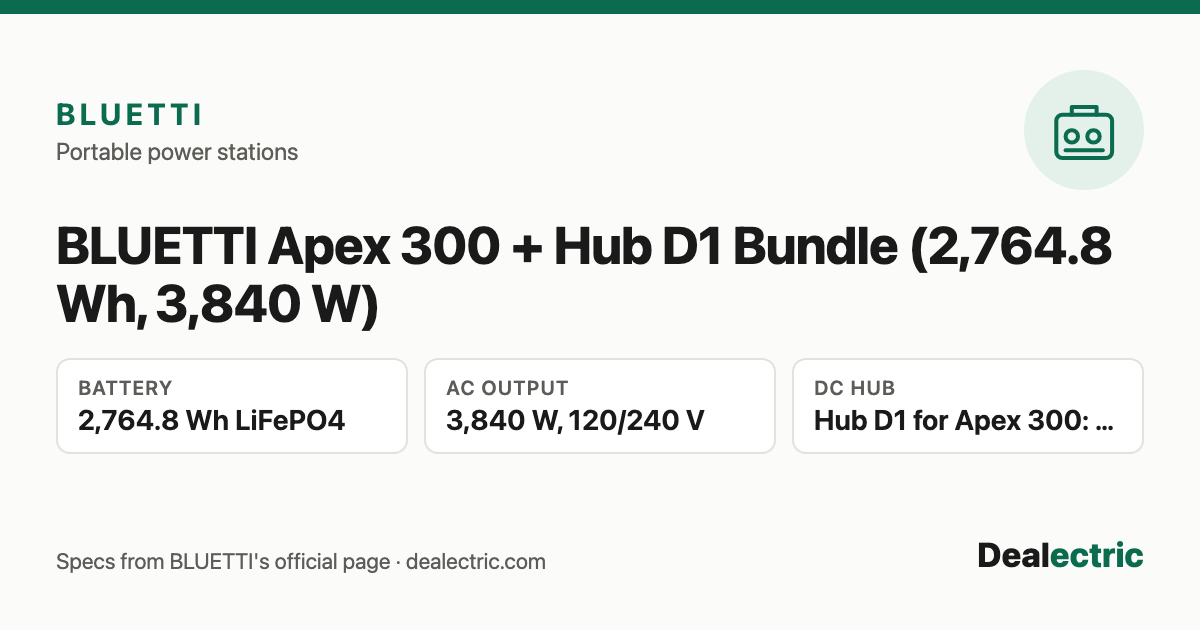 BLUETTI
Portable power stations
BLUETTI Apex 300 + Hub D1 Bundle (2,764.8
Wh, 3,840 W)
BATTERY
2,764.8 Wh LiFePO4
AC OUTPUT
3,840 W, 120/240 V
DC HUB
Hub D1 for Apex 300: ...
Specs from BLUETTI's official page · dealectric.com
Dealectric